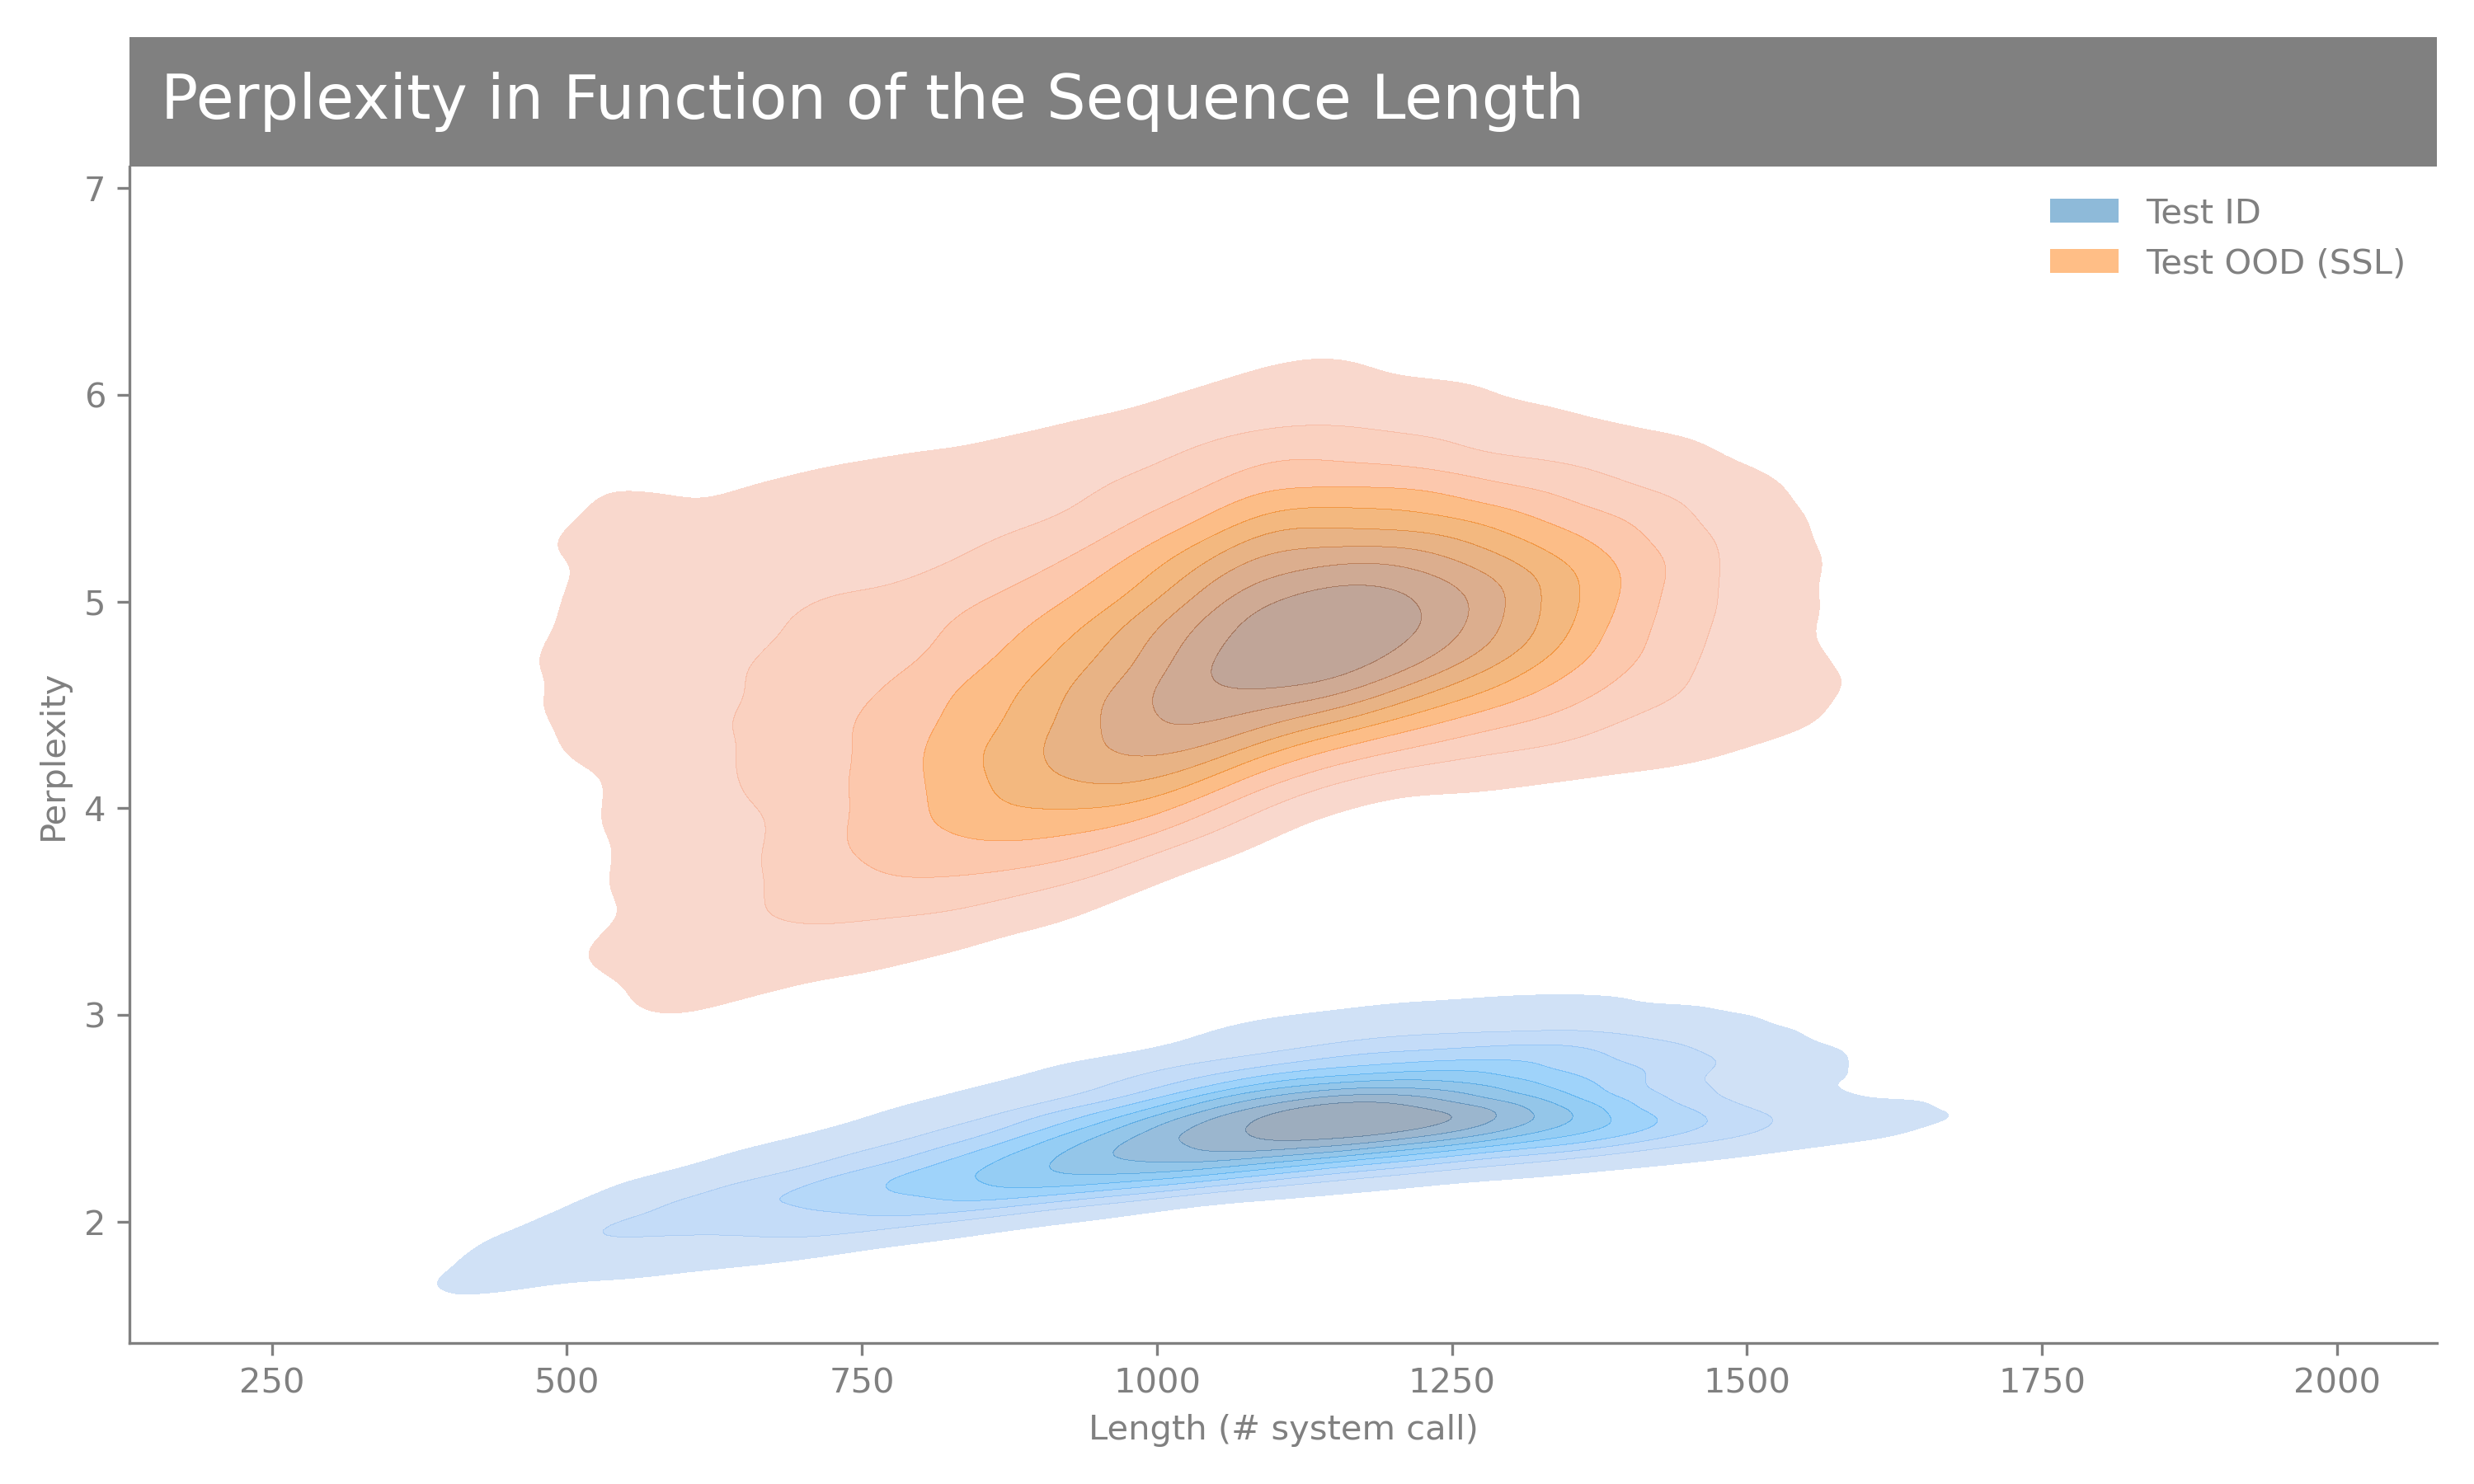 Perplexity in Function of the Sequence Length
Test ID
Test OOD (SSL)
Perplexity
7
6
5
4
3
2
250 500 750 1000 1250 1500 1750 2000
Length (# system call)